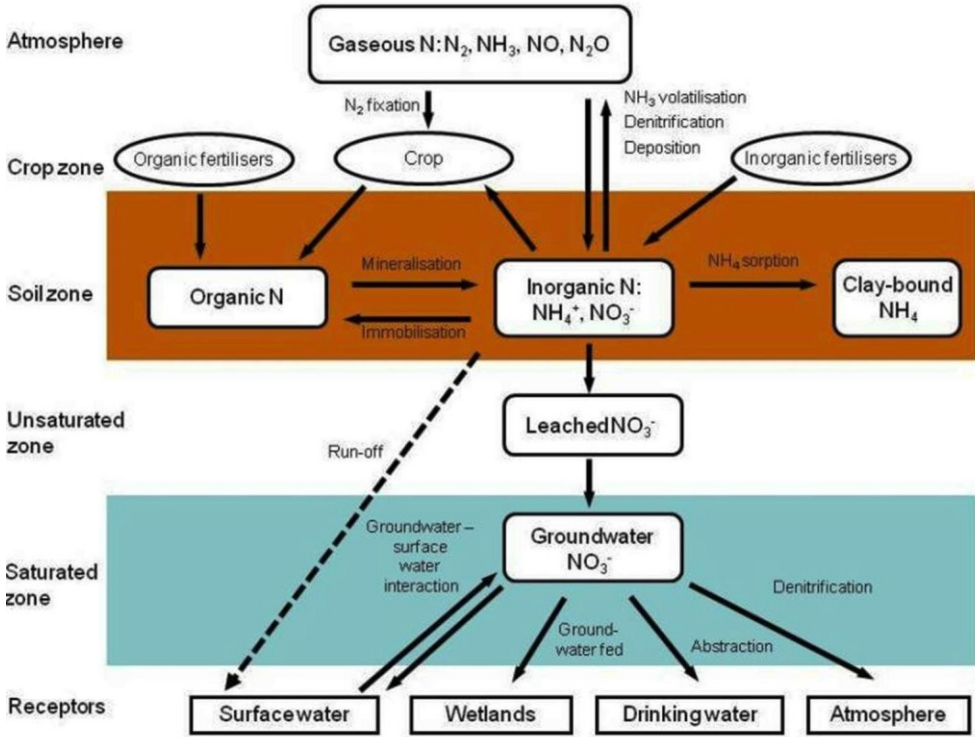 Atmosphere
Gaseous N: N₂, NH₃, NO, N₂O
N₂ fixation
NH₃ volatilisation
Denitrification
Deposition
Crop zone
Organic fertilisers
Crop
Inorganic fertilisers
Soil zone
Organic N
Mineralisation
Immobilisation
Inorganic N:
NH₄⁺, NO₃⁻
NH₄ sorption
Clay-bound
NH₄
Unsaturated
zone
Leached NO₃⁻
Run-off
Saturated
zone
Groundwater –
surface
water
interaction
Groundwater
NO₃⁻
Ground-
water fed
Abstraction
Denitrification
Receptors
Surface water
Wetlands
Drinking water
Atmosphere